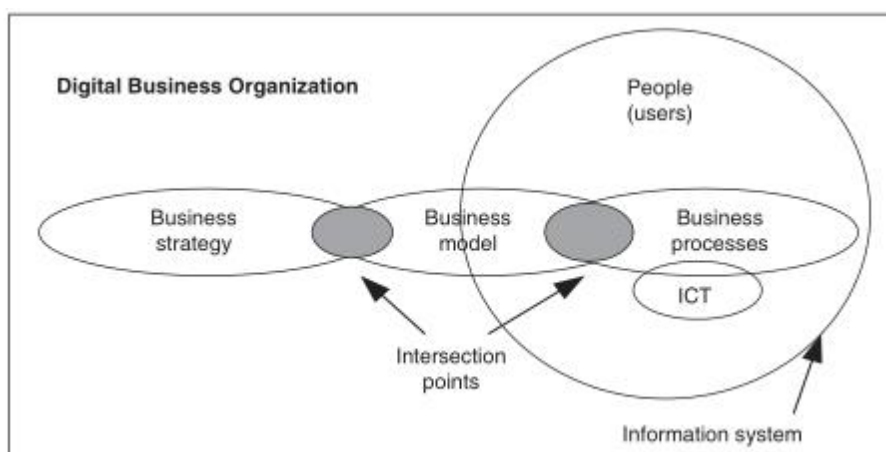 Digital Business Organization
People
(users)
Business
strategy
Business
model
Business
processes
ICT
Intersection
points
Information system